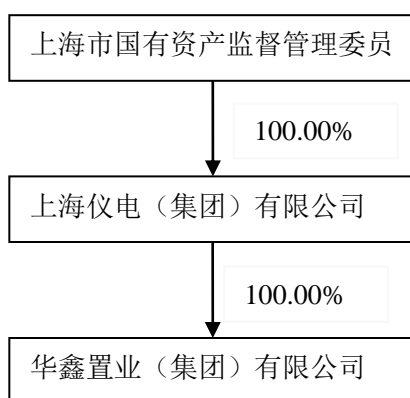 上海市国有资产监督管理委员
100.00%
上海仪电（集团）有限公司
100.00%
华鑫置业（集团）有限公司